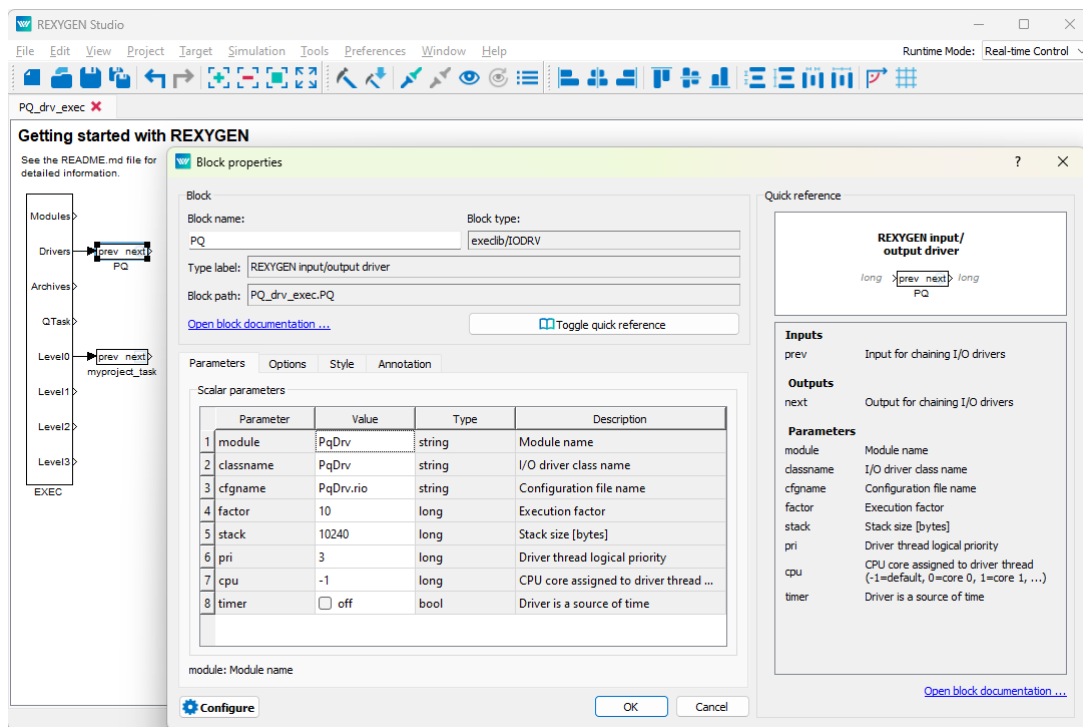 REXYGEN Studio
File Edit View Project Target Simulation Tools Preferences Window Help
Runtime Mode: Real-time Control
PQ_drv_exec
Getting started with REXYGEN
See the README.md file for
detailed information.
Modules
Drivers
prev next
PQ
Archives
QTask
Level0
prev next
myproject_task
Level1
Level2
Level3
EXEC
Block properties
?
Block
Block name:
Block type:
PQ
execlib/IODRV
Type label: REXYGEN input/output driver
Block path: PQ_drv_exec.PQ
Open block documentation ...
Toggle quick reference
Parameters Options Style Annotation
Scalar parameters
Parameter Value Type Description
1 module PqDrv string Module name
2 classname PqDrv string I/O driver class name
3 cfgname PqDrv.rio string Configuration file name
4 factor 10 long Execution factor
5 stack 10240 long Stack size [bytes]
6 pri 3 long Driver thread logical priority
7 cpu -1 long CPU core assigned to driver thread ...
8 timer off bool Driver is a source of time
module: Module name
Configure
OK
Cancel
Quick reference
REXYGEN input/
output driver
long prev next long
PQ
Inputs
prev Input for chaining I/O drivers
Outputs
next Output for chaining I/O drivers
Parameters
module Module name
classname I/O driver class name
cfgname Configuration file name
factor Execution factor
stack Stack size [bytes]
pri Driver thread logical priority
cpu CPU core assigned to driver thread
(-1=default, 0=core 0, 1=core 1, ...)
timer Driver is a source of time
Open block documentation ...